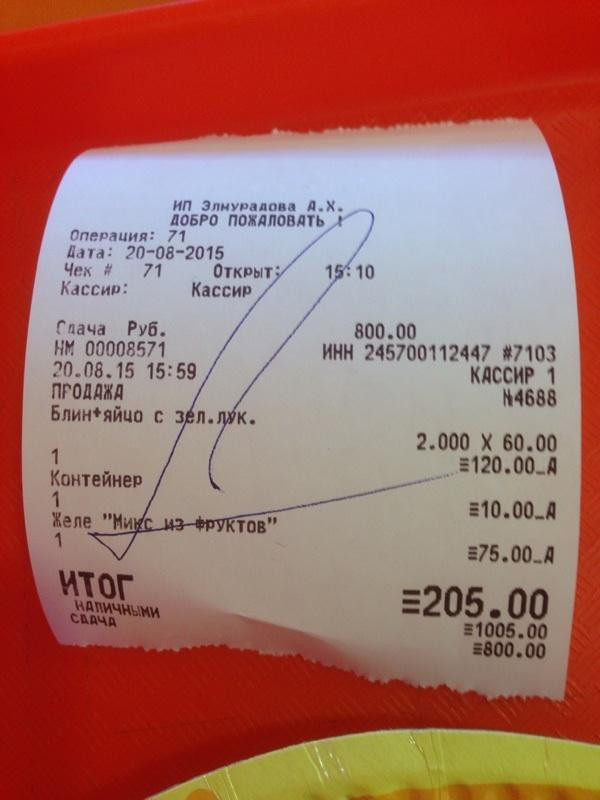 ИП Элмурадова А.Х.
ДОБРО ПОЖАЛОВАТЬ !
Операция: 71
Дата: 20-08-2015
Чек # 71 Открыт: 15:10
Кассир: Кассир
Сдача Руб. 800.00
НМ 00008571 ИНН 245700112447 #7103
20.08.15 15:59 КАССИР 1
ПРОДАЖА №4688
Блин+яйцо с зел.лук.
2.000 X 60.00
1 ≡120.00_А
Контейнер
1 ≡10.00_А
Желе "Микс из фруктов"
1 ≡75.00_А
ИТОГ ≡205.00
НАЛИЧНЫМИ ≡1005.00
СДАЧА ≡800.00